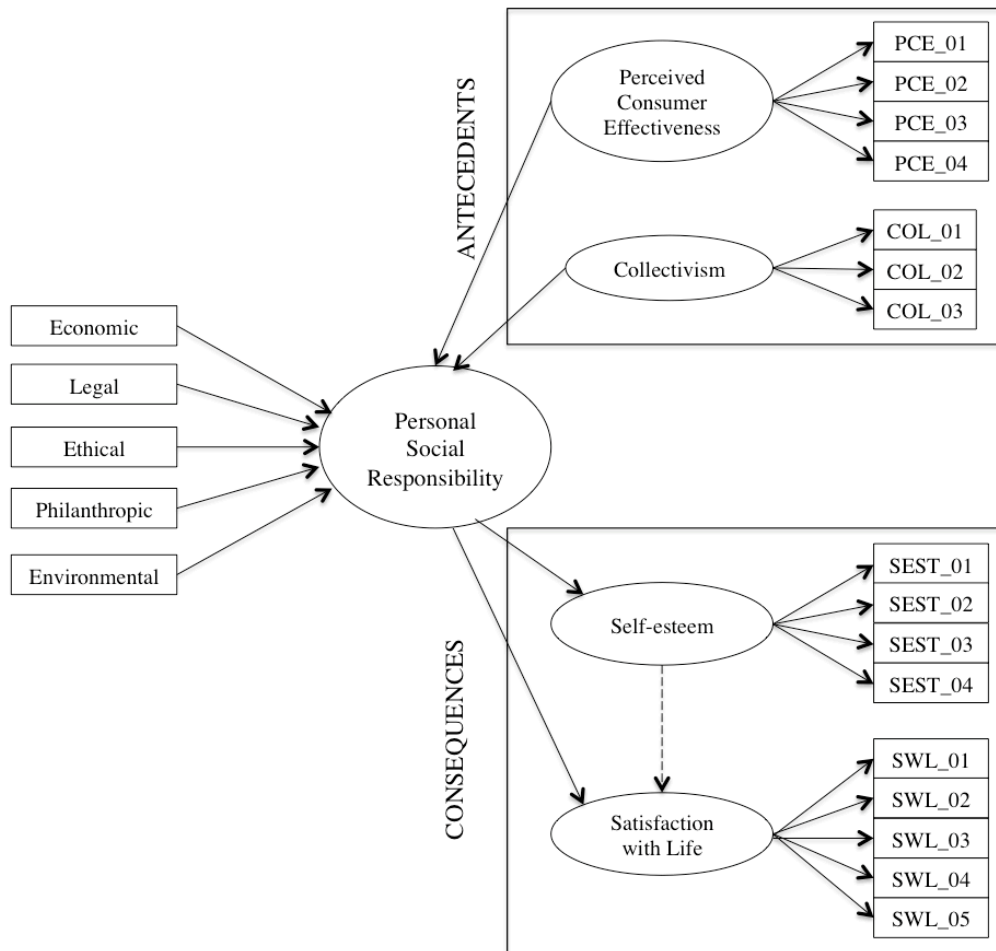 ANTECEDENTS
Perceived
Consumer
Effectiveness
PCE_01
PCE_02
PCE_03
PCE_04
Collectivism
COL_01
COL_02
COL_03
Economic
Legal
Ethical
Philanthropic
Environmental
Personal
Social
Responsibility
CONSEQUENCES
Self-esteem
SEST_01
SEST_02
SEST_03
SEST_04
Satisfaction
with Life
SWL_01
SWL_02
SWL_03
SWL_04
SWL_05